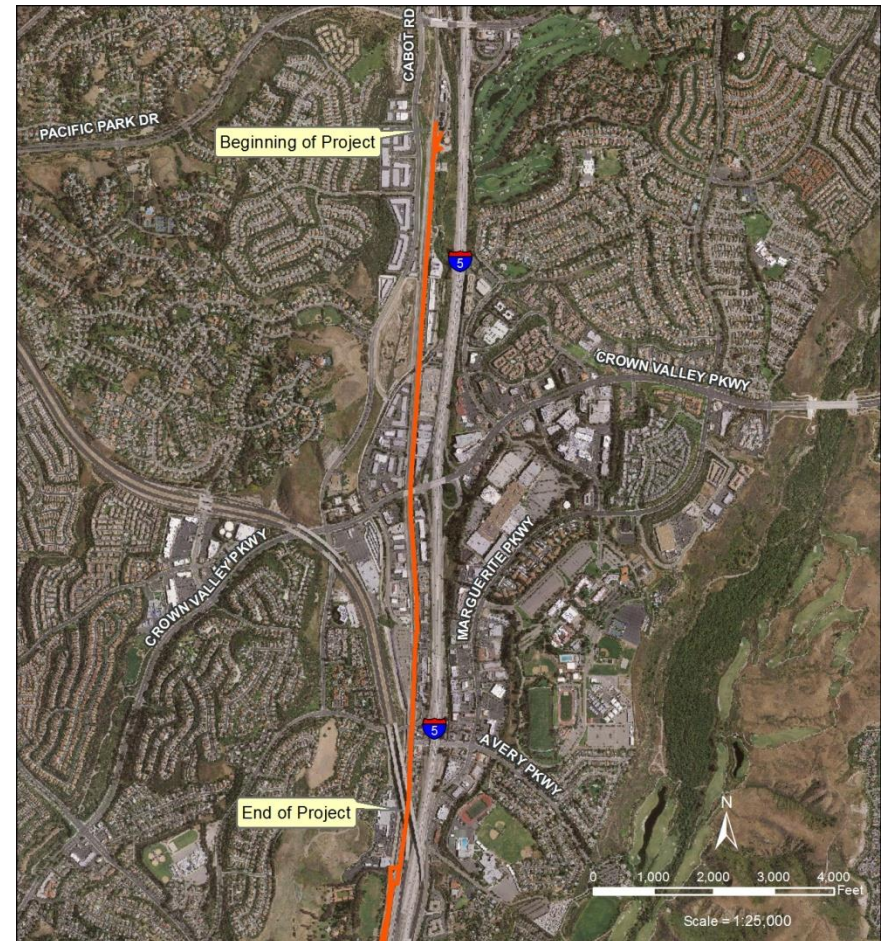 CABOT RD
PACIFIC PARK DR
Beginning of Project
5
CROWN VALLEY PKWY
CROWN VALLEY PKWY
MARGUERITE PKWY
5
AVERY PKWY
End of Project
N
0 1,000 2,000 3,000 4,000
Feet
Scale = 1:25,000